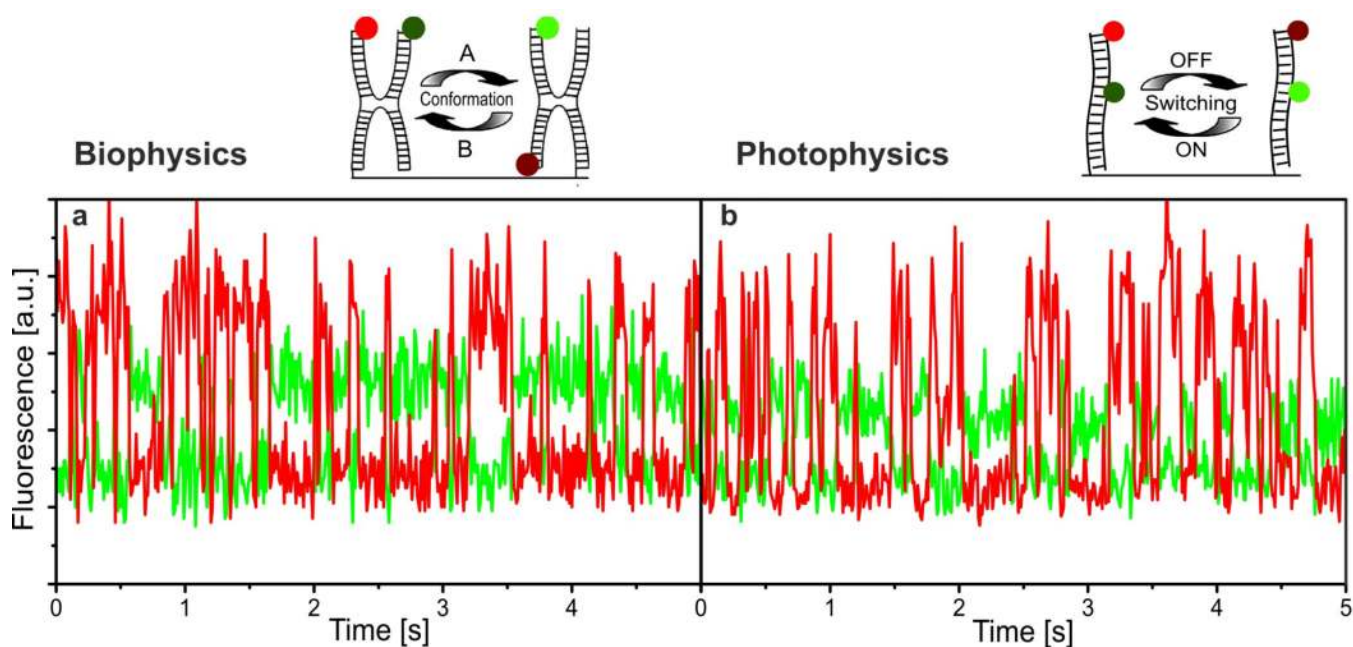 A
Conformation
B
Biophysics
OFF
Switching
ON
Photophysics
a
b
Fluorescence [a.u.]
0 1 2 3 4 0 1 2 3 4 5
Time [s] Time [s]